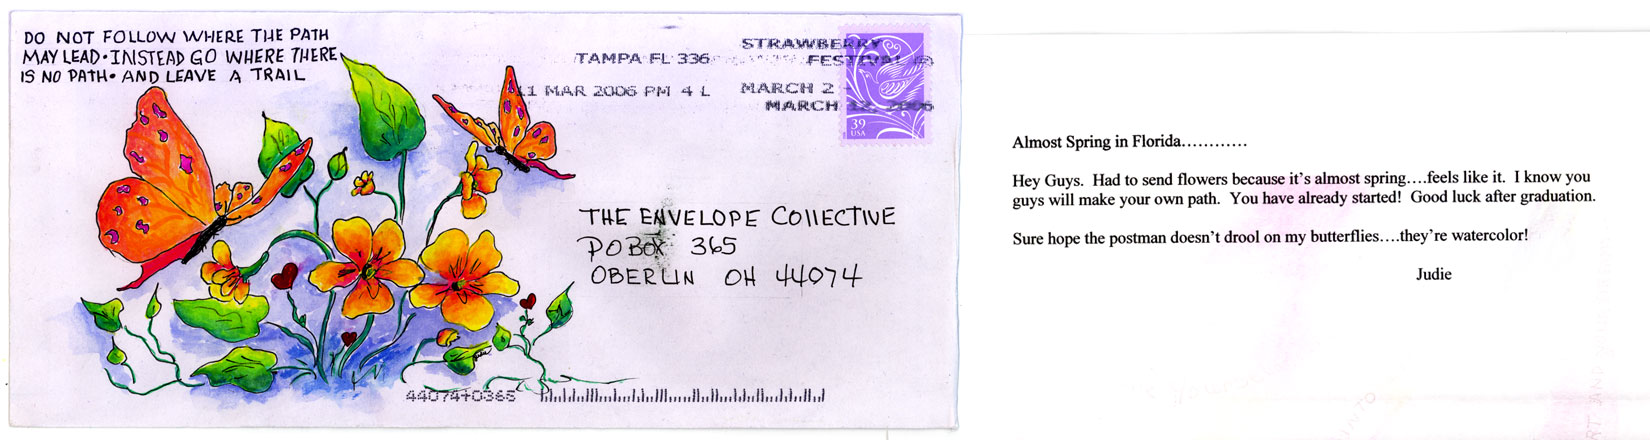 DO NOT FOLLOW WHERE THE PATH
MAY LEAD • INSTEAD GO WHERE THERE
IS NO PATH • AND LEAVE A TRAIL
TAMPA FL 336
11 MAR 2006 PM 4 L
STRAWBERRY
FESTIVAL
MARCH 2 -
MARCH 12, 2006
39
USA
THE ENVELOPE COllECTIVE
PO BOX 365
OBERLIN OH 44074
Judie
44074+0365
Almost Spring in Florida…………
Hey Guys.  Had to send flowers because it's almost spring….feels like it.  I know you
guys will make your own path.  You have already started!  Good luck after graduation.
Sure hope the postman doesn't drool on my butterflies….they're watercolor!
Judie